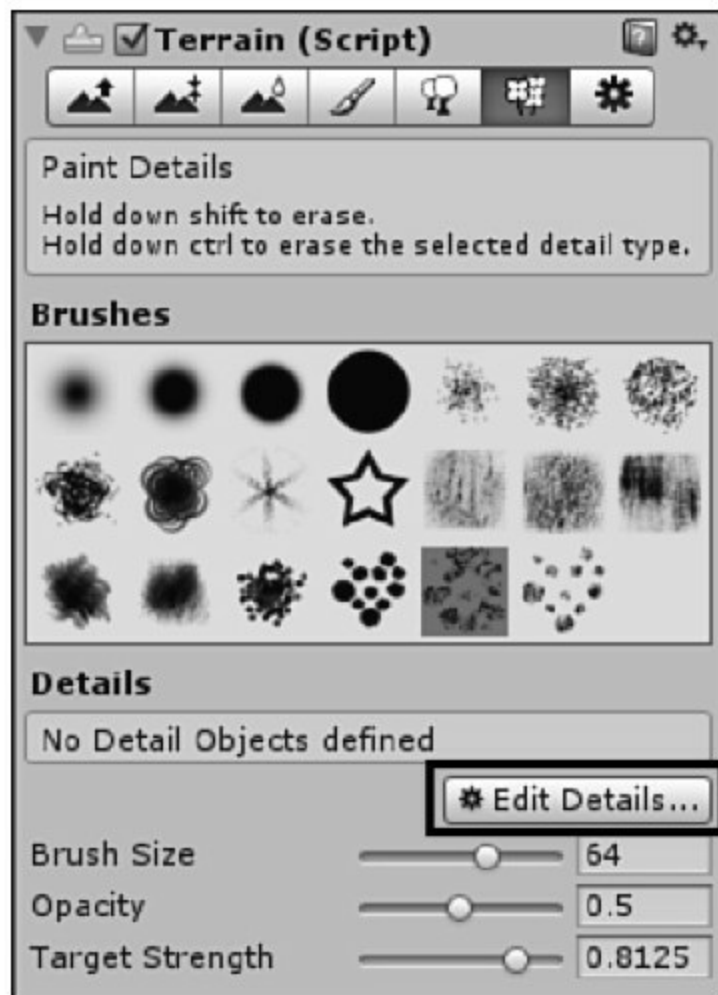 Terrain (Script)
Paint Details
Hold down shift to erase.
Hold down ctrl to erase the selected detail type.
Brushes
Details
No Detail Objects defined
Edit Details...
Brush Size 64
Opacity 0.5
Target Strength 0.8125